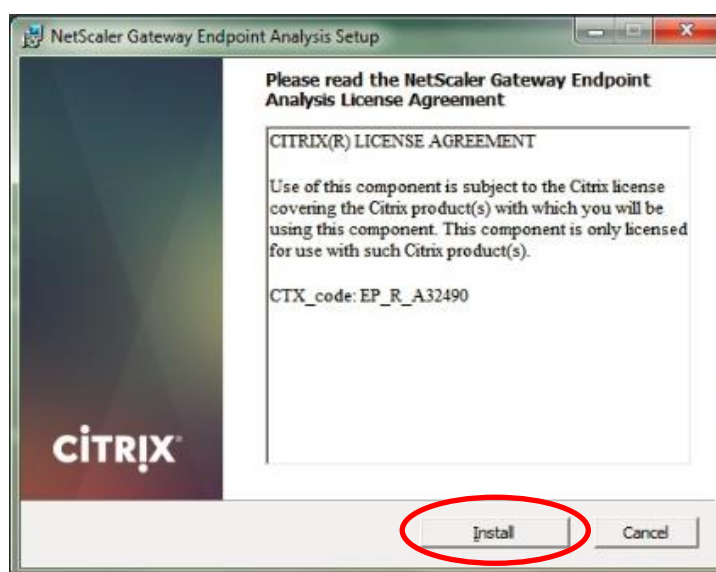 NetScaler Gateway Endpoint Analysis Setup
Please read the NetScaler Gateway Endpoint
Analysis License Agreement
CITRIX(R) LICENSE AGREEMENT
Use of this component is subject to the Citrix license
covering the Citrix product(s) with which you will be
using this component. This component is only licensed
for use with such Citrix product(s).
CTX_code: EP_R_A32490
CİTRỊX
Install
Cancel